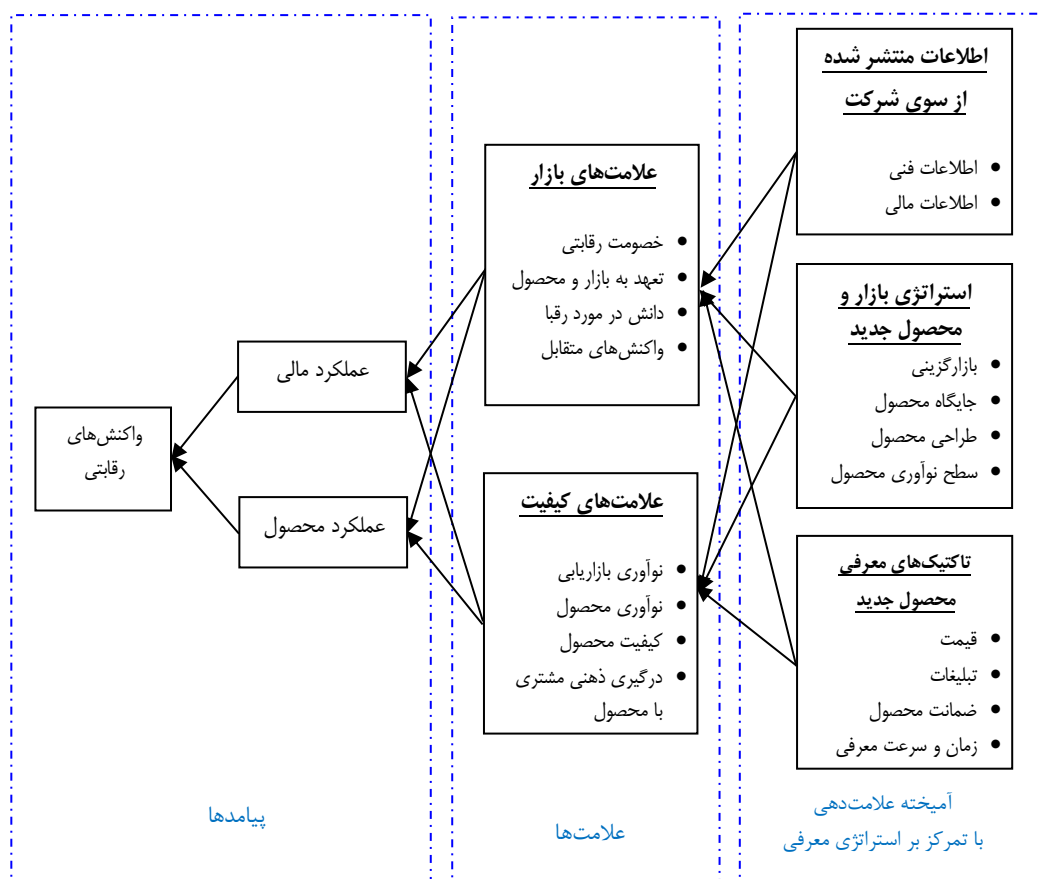 اطلاعات منتشر شده
از سوی شرکت
اطلاعات فنی
اطلاعات مالی
استراتژی بازار و
محصول جدید
بازارگزینی
جایگاه محصول
طراحی محصول
سطح نوآوری محصول
تاکتیک‌های معرفی
محصول جدید
قیمت
تبلیغات
ضمانت محصول
زمان و سرعت معرفی
آمیخته علامت‌دهی
با تمرکز بر استراتژی معرفی
علامت‌های بازار
خصومت رقابتی
تعهد به بازار و محصول
دانش در مورد رقبا
واکنش‌های متقابل
علامت‌های کیفیت
نوآوری بازاریابی
نوآوری محصول
کیفیت محصول
درگیری ذهنی مشتری
با محصول
علامت‌ها
عملکرد مالی
عملکرد محصول
واکنش‌های
رقابتی
پیامدها